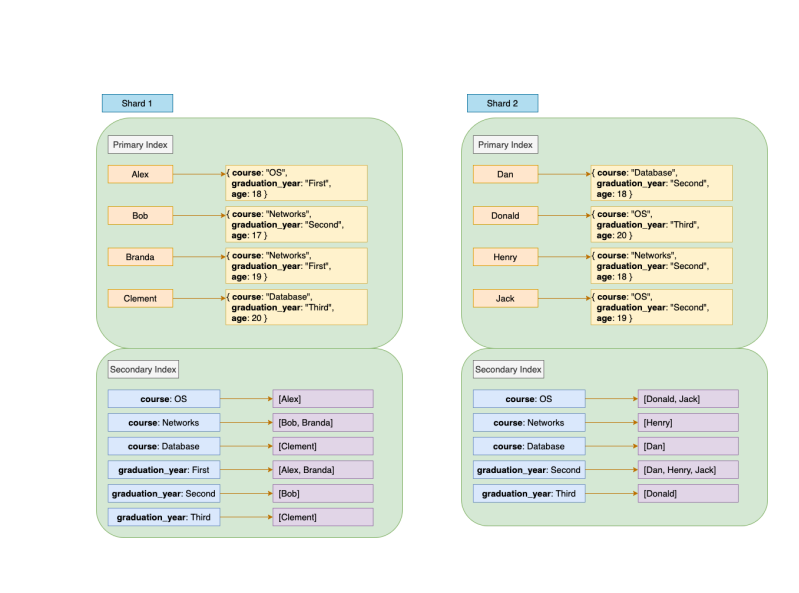 Shard 1
Primary Index
Alex
{ course: "OS",
graduation_year: "First",
age: 18 }
Bob
{ course: "Networks",
graduation_year: "Second",
age: 17 }
Branda
{ course: "Networks",
graduation_year: "First",
age: 19 }
Clement
{ course: "Database",
graduation_year: "Third",
age: 20 }
Secondary Index
course: OS
[Alex]
course: Networks
[Bob, Branda]
course: Database
[Clement]
graduation_year: First
[Alex, Branda]
graduation_year: Second
[Bob]
graduation_year: Third
[Clement]
Shard 2
Primary Index
Dan
{ course: "Database",
graduation_year: "Second",
age: 18 }
Donald
{ course: "OS",
graduation_year: "Third",
age: 20 }
Henry
{ course: "Networks",
graduation_year: "Second",
age: 18 }
Jack
{ course: "OS",
graduation_year: "Second",
age: 19 }
Secondary Index
course: OS
[Donald, Jack]
course: Networks
[Henry]
course: Database
[Dan]
graduation_year: Second
[Dan, Henry, Jack]
graduation_year: Third
[Donald]